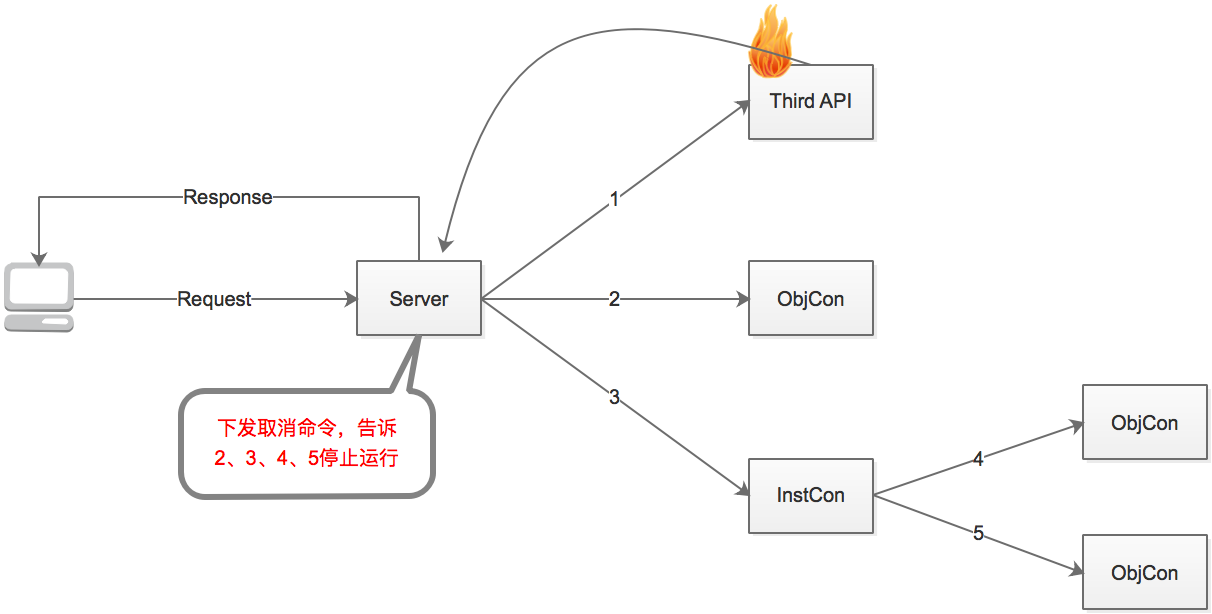 Third API
1
Response
Request
Server
2
ObjCon
3
下发取消命令，告诉
2、3、4、5停止运行
InstCon
4
ObjCon
5
ObjCon